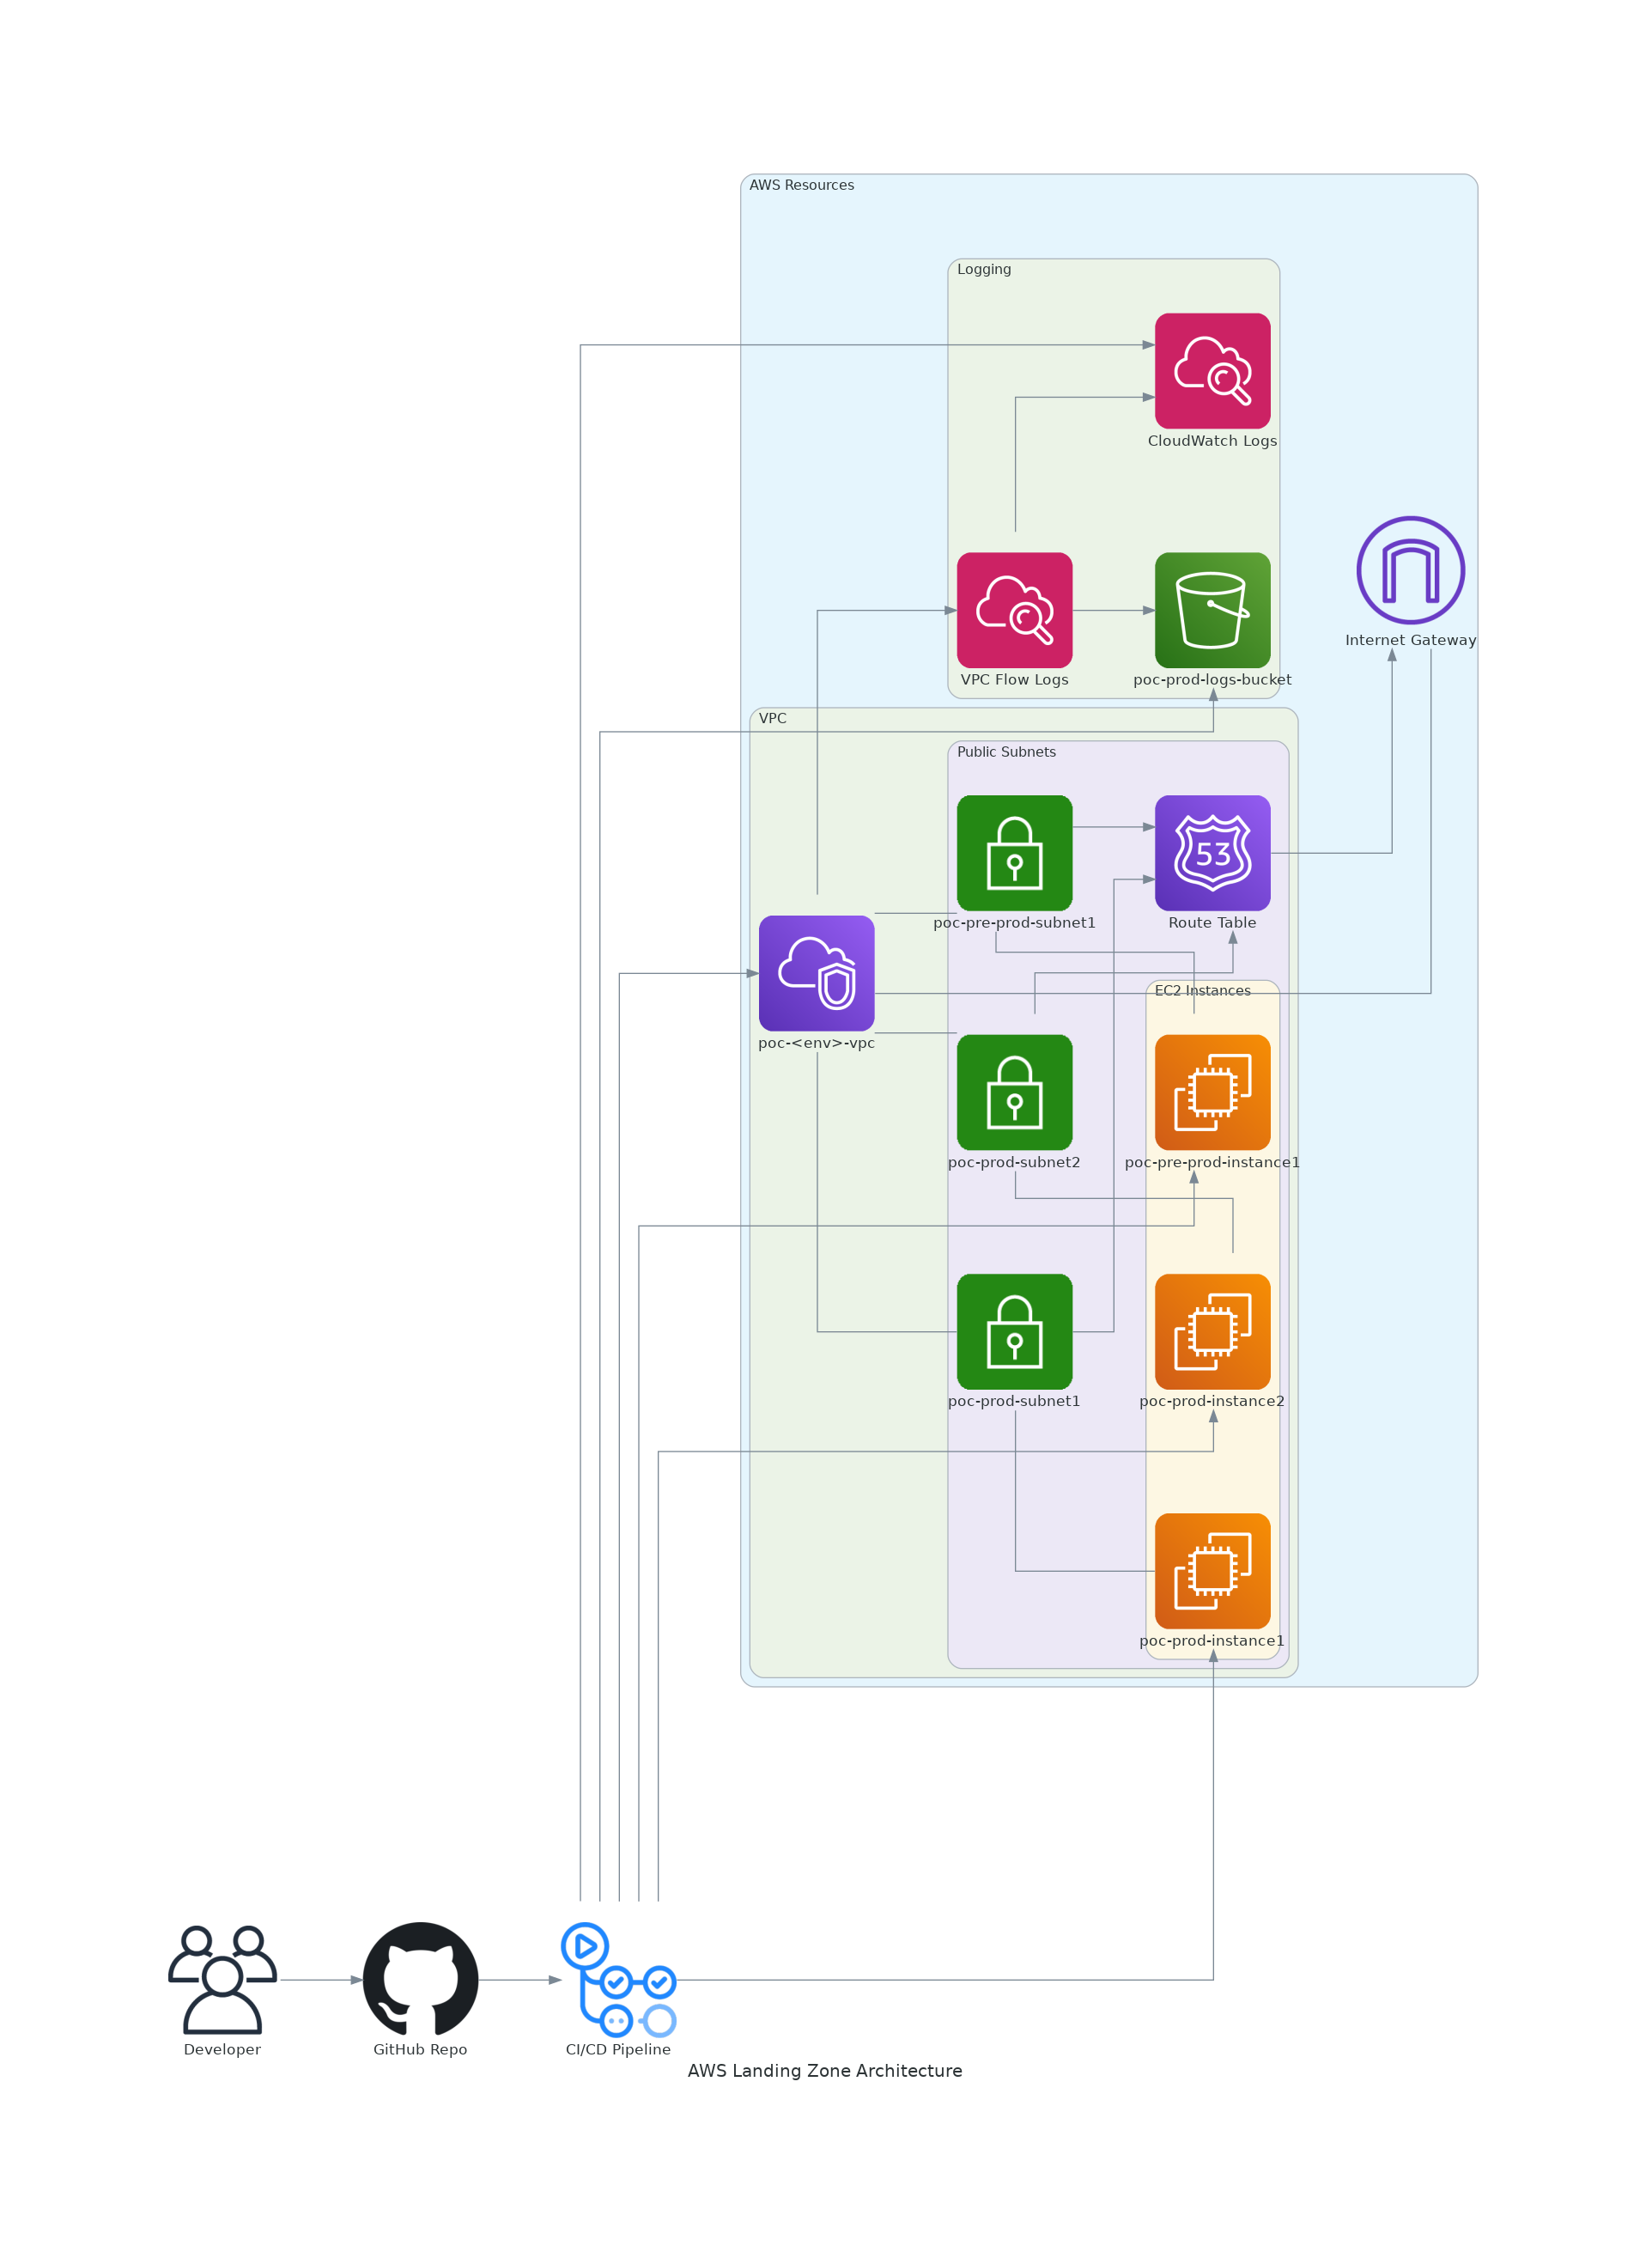 AWS Resources
Logging
CloudWatch Logs
VPC Flow Logs
poc-prod-logs-bucket
Internet Gateway
VPC
Public Subnets
poc-pre-prod-subnet1
53
Route Table
poc-<env>-vpc
EC2 Instances
poc-prod-subnet2
poc-pre-prod-instance1
poc-prod-subnet1
poc-prod-instance2
poc-prod-instance1
Developer
GitHub Repo
CI/CD Pipeline
AWS Landing Zone Architecture